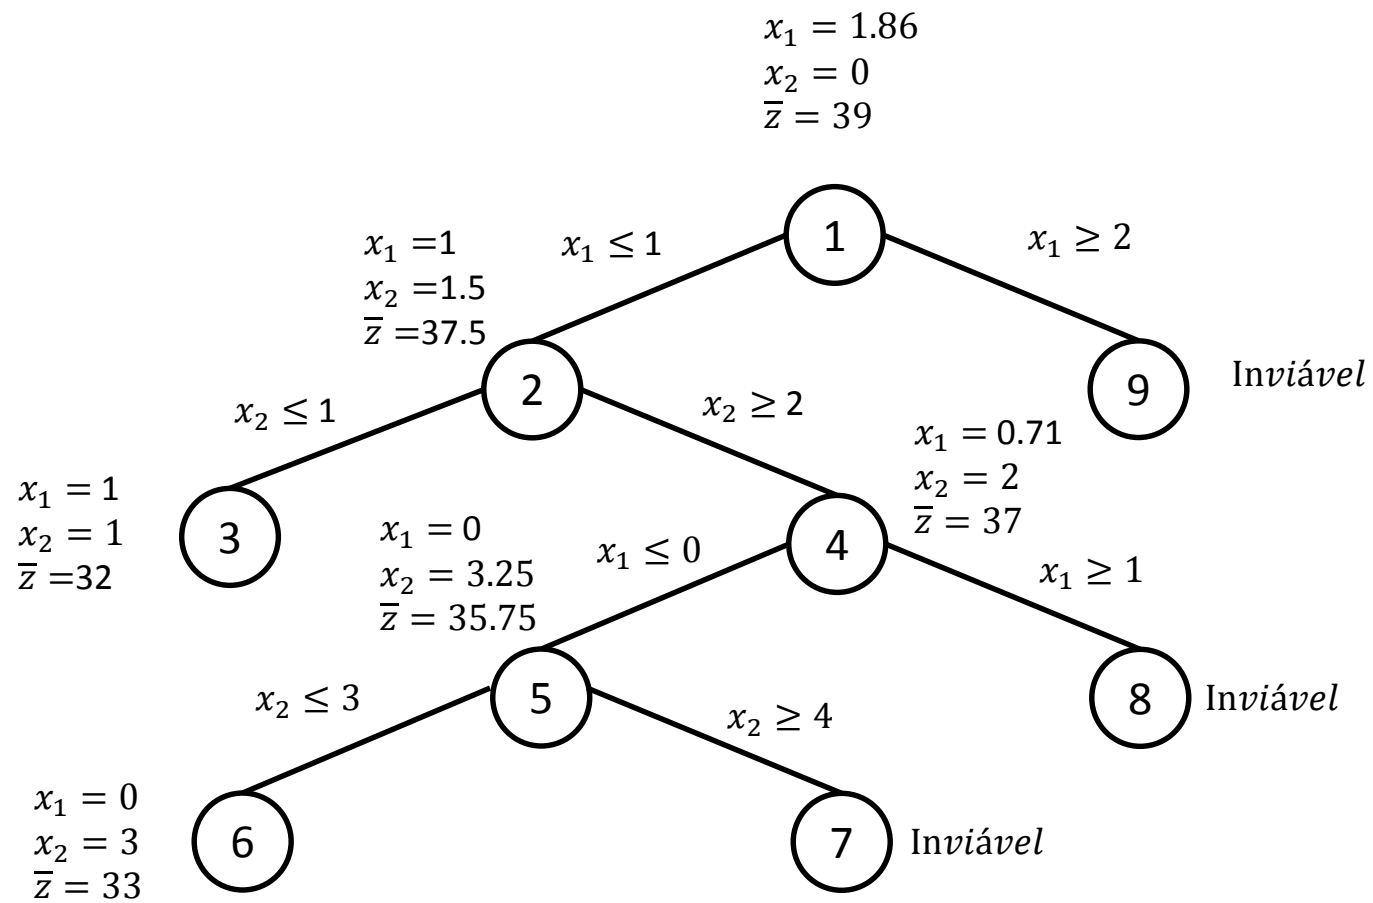 x₁ = 1.86
x₂ = 0
z̅ = 39
1
x₁ ≤ 1
x₁ ≥ 2
x₁ =1
x₂ =1.5
z̅ =37.5
2
9
In𝑣𝑖á𝑣𝑒𝑙
x₂ ≤ 1
x₂ ≥ 2
x₁ = 0.71
x₂ = 2
z̅ = 37
x₁ = 1
x₂ = 1
z̅ =32
3
x₁ = 0
x₂ = 3.25
z̅ = 35.75
x₁ ≤ 0
4
x₁ ≥ 1
5
8
In𝑣𝑖á𝑣𝑒𝑙
x₂ ≤ 3
x₂ ≥ 4
x₁ = 0
x₂ = 3
z̅ = 33
6
7
In𝑣𝑖á𝑣𝑒𝑙